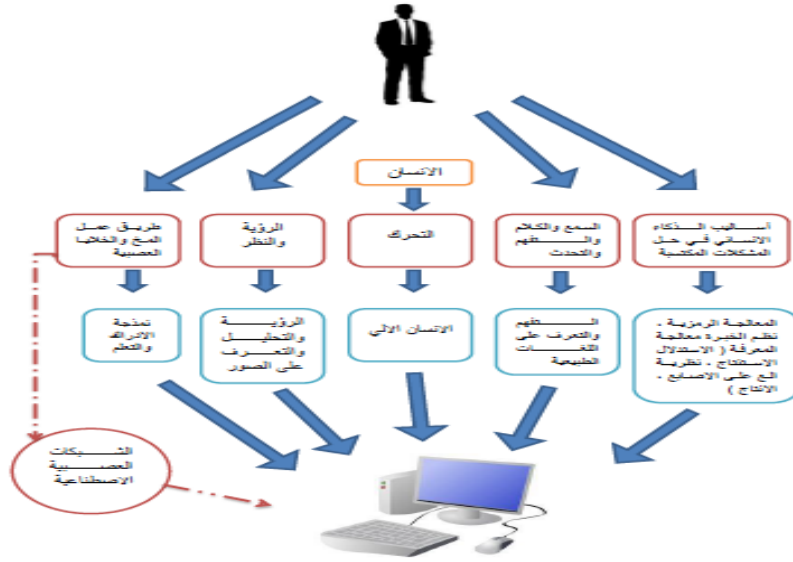 الانسان
أساليب الذكاء
الانساني في حل
المشكلات المكتسبة
السمع والكلام
والتفهم
والتحدث
التحرك
الرؤية
والنظر
طريق عمل
المخ والخلايا
العصبية
المعالجة الرمزية ،
نظم الخبرة معالجة
المعرفة ( الاستدلال
الاستنتاج ، نظرية
الع على الاصابع ،
الانتاج )
التفهم
والتعرف على
اللغات
الطبيعية
الانسان الالي
الرؤية
والتحليل
والتعرف
على الصور
نمذجة
الادراك
والتعلم
الشبكات
العصبية
الاصطناعية